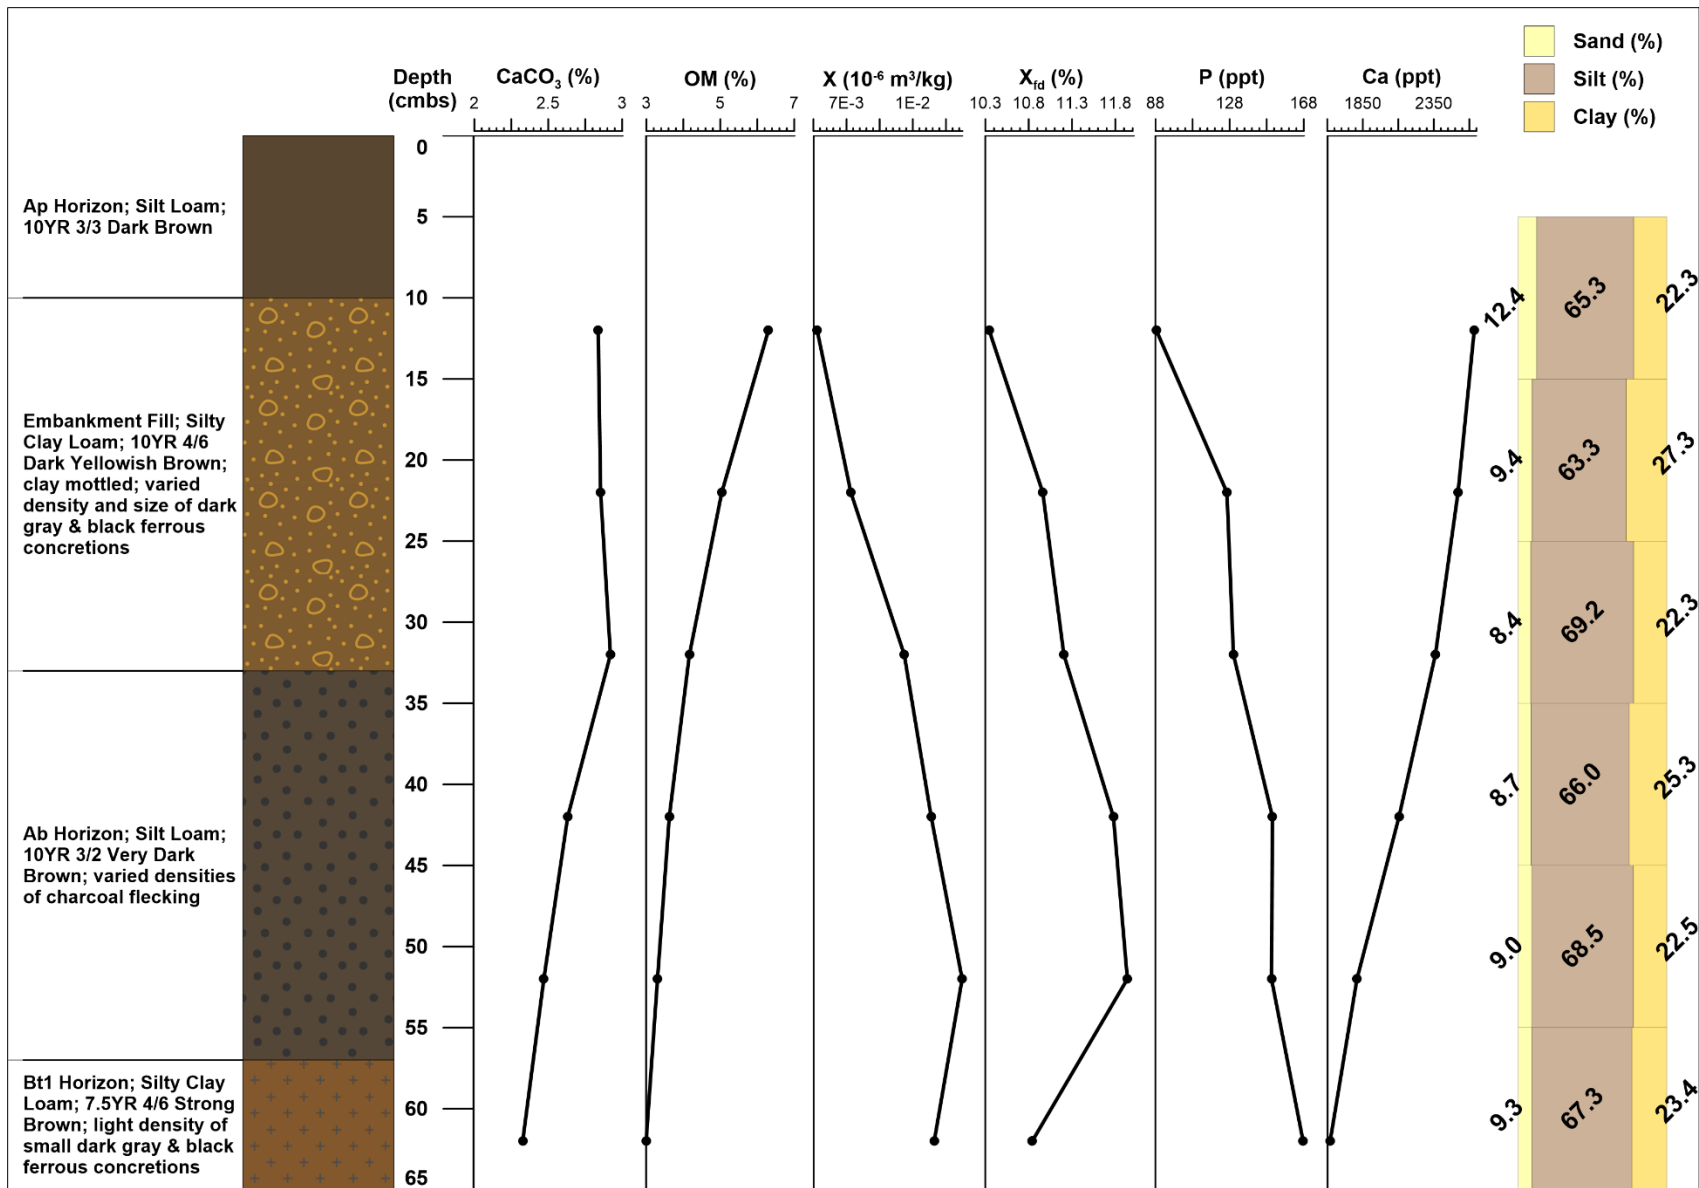 Sand (%)
Silt (%)
Clay (%)
Depth
(cmbs)
CaCO₃ (%)
OM (%)
X (10⁻⁶ m³/kg)
X_fd (%)
P (ppt)
Ca (ppt)
2 2.5 3
3 5 7
7E-3 1E-2
10.3 10.8 11.3 11.8
88 128 168
1850 2350
0
5
10
15
20
25
30
35
40
45
50
55
60
65
Ap Horizon; Silt Loam;
10YR 3/3 Dark Brown
Embankment Fill; Silty
Clay Loam; 10YR 4/6
Dark Yellowish Brown;
clay mottled; varied
density and size of dark
gray & black ferrous
concretions
Ab Horizon; Silt Loam;
10YR 3/2 Very Dark
Brown; varied densities
of charcoal flecking
Bt1 Horizon; Silty Clay
Loam; 7.5YR 4/6 Strong
Brown; light density of
small dark gray & black
ferrous concretions
12.4 65.3 22.3
9.4 63.3 27.3
8.4 69.2 22.3
8.7 66.0 25.3
9.0 68.5 22.5
9.3 67.3 23.4